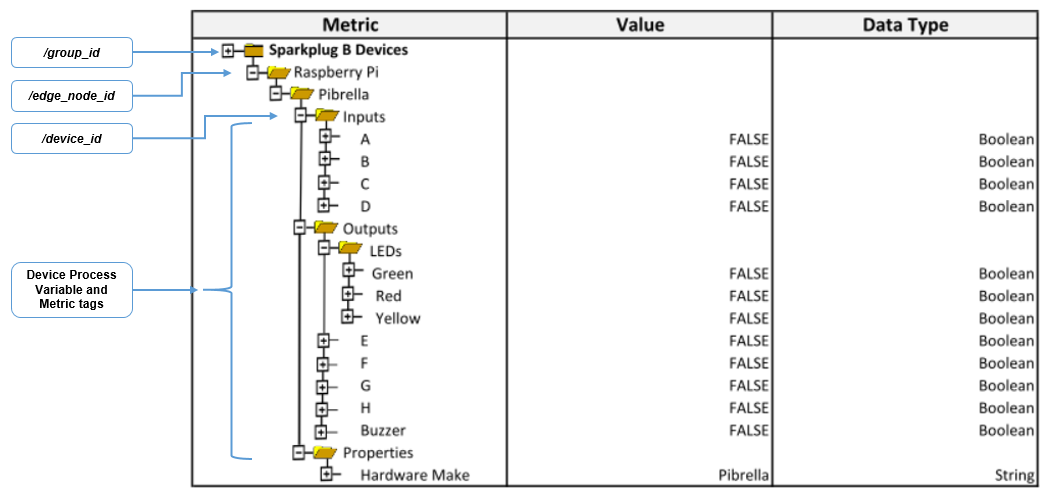 Metric Value Data Type
/group_id
Sparkplug B Devices
Raspberry Pi
/edge_node_id
Pibrella
Inputs
/device_id
A FALSE Boolean
B FALSE Boolean
C FALSE Boolean
D FALSE Boolean
Outputs
LEDs
Device Process
Variable and
Metric tags
Green FALSE Boolean
Red FALSE Boolean
Yellow FALSE Boolean
E FALSE Boolean
F FALSE Boolean
G FALSE Boolean
H FALSE Boolean
Buzzer FALSE Boolean
Properties
Hardware Make Pibrella String